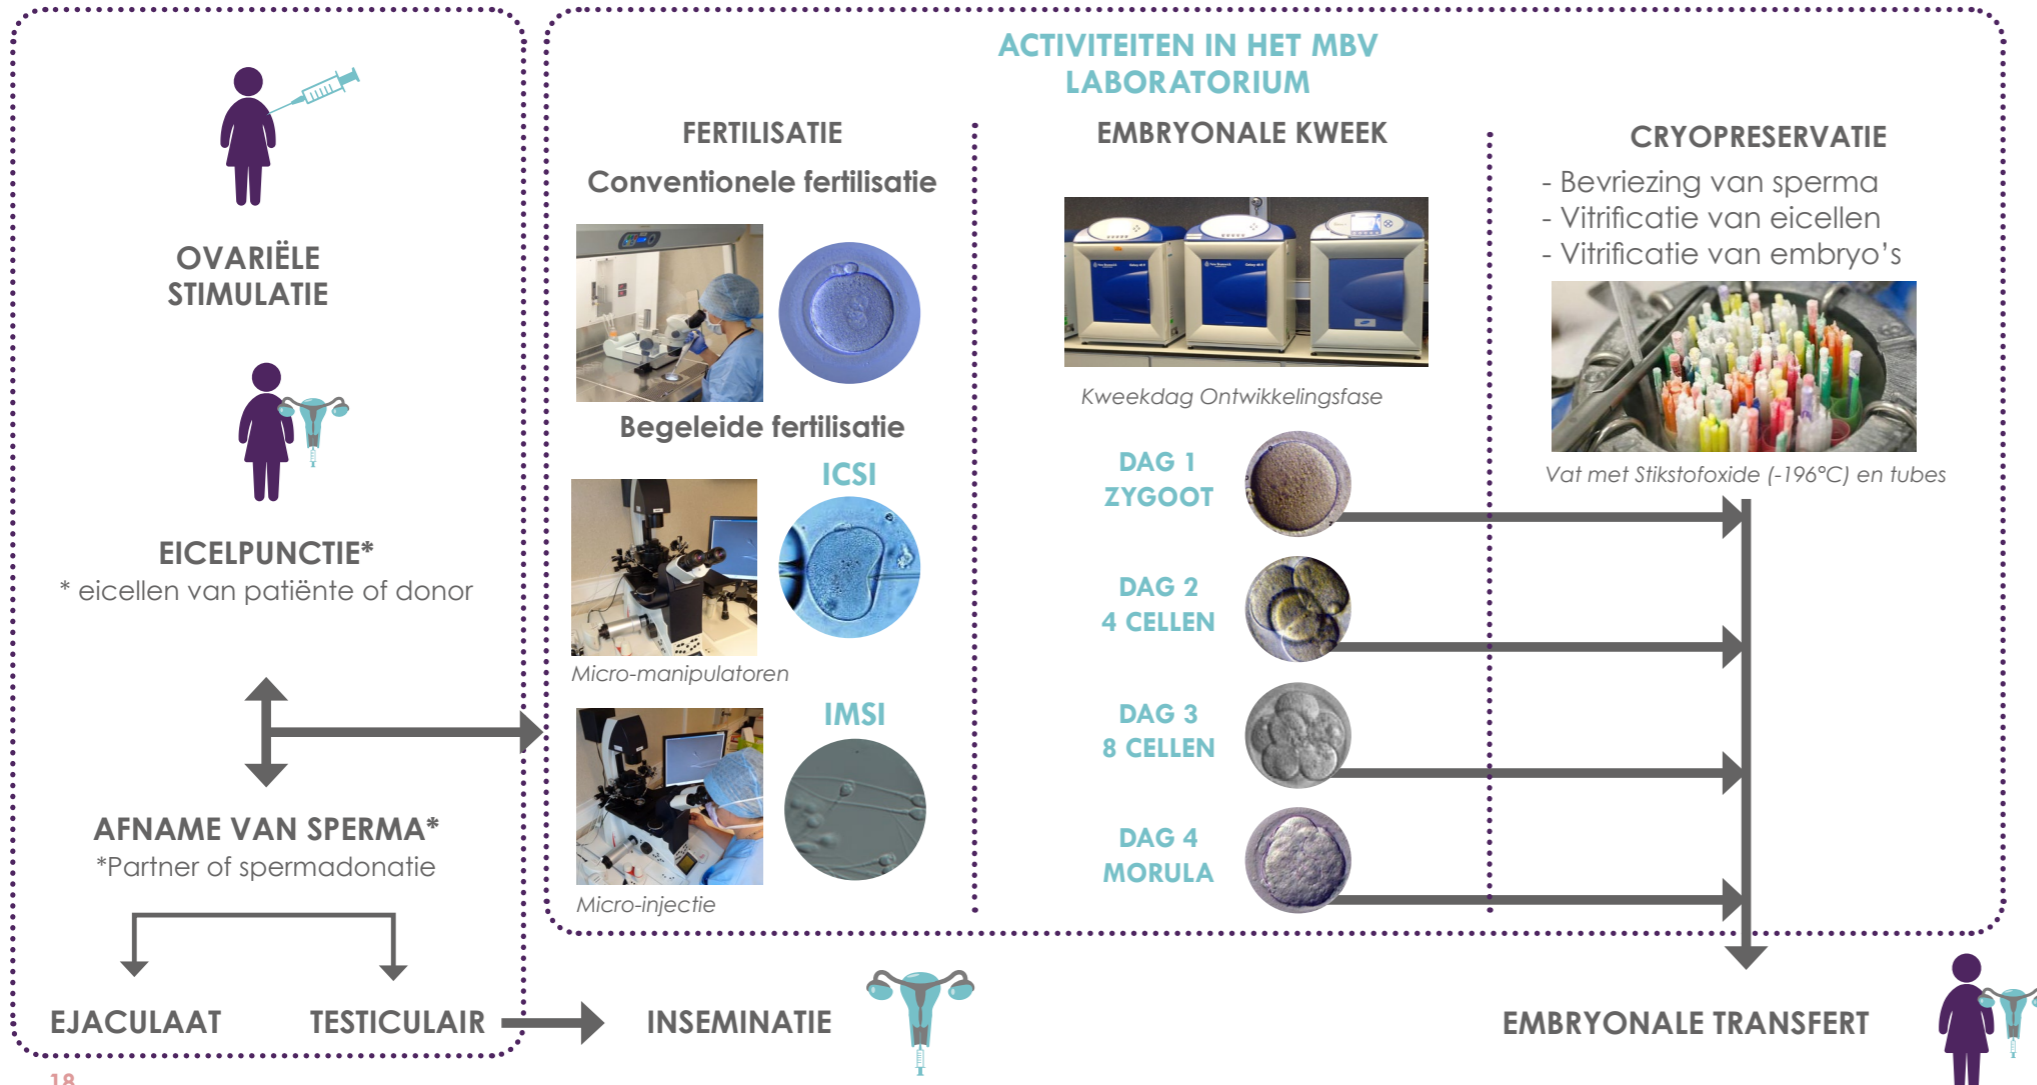 OVARIËLE
STIMULATIE
EICELPUNCTIE*
* eicellen van patiënte of donor
AFNAME VAN SPERMA*
*Partner of spermadonatie
EJACULAAT
TESTICULAIR
INSEMINATIE
ACTIVITEITEN IN HET MBV
LABORATORIUM
FERTILISATIE
Conventionele fertilisatie
Begeleide fertilisatie
ICSI
Micro-manipulatoren
IMSI
Micro-injectie
EMBRYONALE KWEEK
Kweekdag Ontwikkelingsfase
DAG 1
ZYGOOT
DAG 2
4 CELLEN
DAG 3
8 CELLEN
DAG 4
MORULA
CRYOPRESERVATIE
- Bevriezing van sperma
- Vitrificatie van eicellen
- Vitrificatie van embryo's
Vat met Stikstofoxide (-196°C) en tubes
EMBRYONALE TRANSFERT
18